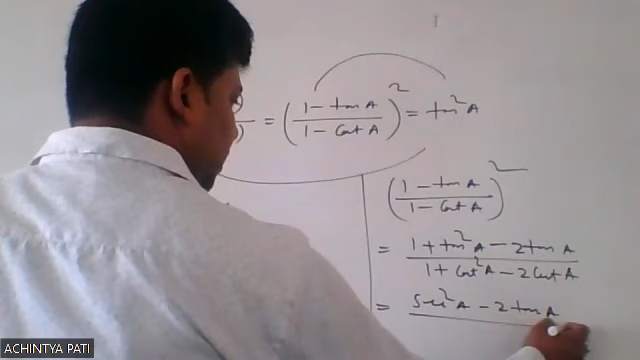 ) = ( (1 - tan A) / (1 - Cot A) )² = tan² A
( (1 - tan A) / (1 - Cot A) )²
= (1 + tan² A - 2 tan A) / (1 + Cot² A - 2 Cot A)
= Sec² A - 2 tan A
ACHINTYA PATI